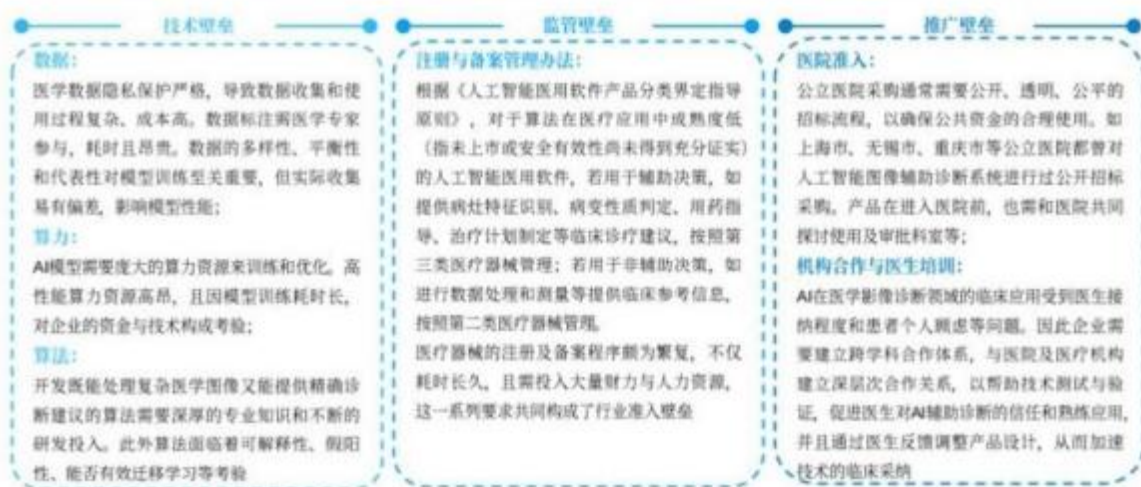 技术壁垒
数据：
医学数据隐私保护严格，导致数据收集和使
用过程复杂、成本高。数据标注需医学专家
参与，耗时且昂贵。数据的多样性、平衡性
和代表性对模型训练至关重要，但实际收集
易有偏差，影响模型性能；
算力：
AI模型需要庞大的算力资源来训练和优化。高
性能算力资源高昂，且因模型训练耗时长，
对企业的资金与技术构成考验；
算法：
开发既能处理复杂医学图像又能提供精确诊
断建议的算法需要深厚的专业知识和不断的
研发投入。此外算法面临着可解释性、假阳
性、能否有效迁移学习等考验
监管壁垒
注册与备案管理办法：
根据《人工智能医用软件产品分类界定指导
原则》，对于算法在医疗应用中成熟度低
（指未上市或安全有效性尚未得到充分证实）
的人工智能医用软件，若用于辅助决策，如
提供病灶特征识别、病变性质判定、用药指
导、治疗计划制定等临床诊疗建议，按照第
三类医疗器械管理；若用于非辅助决策，如
进行数据处理和测量等提供临床参考信息，
按照第二类医疗器械管理。
医疗器械的注册及备案程序颇为繁复，不仅
耗时长久，且需投入大量财力与人力资源，
这一系列要求共同构成了行业准入壁垒
推广壁垒
医院准入：
公立医院采购通常需要公开、透明、公平的
招标流程，以确保公共资金的合理使用。如
上海市、无锡市、重庆市等公立医院都曾对
人工智能图像辅助诊断系统进行过公开招标
采购。产品在进入医院前，也需和医院共同
探讨使用及审批科室等；
机构合作与医生培训：
AI在医学影像诊断领域的临床应用受到医生接
纳程度和患者个人顾虑等问题。因此企业需
要建立跨学科合作体系，与医院及医疗机构
建立深层次合作关系，以帮助技术测试与验
证，促进医生对AI辅助诊断的信任和熟练应用，
并且通过医生反馈调整产品设计，从而加速
技术的临床采纳